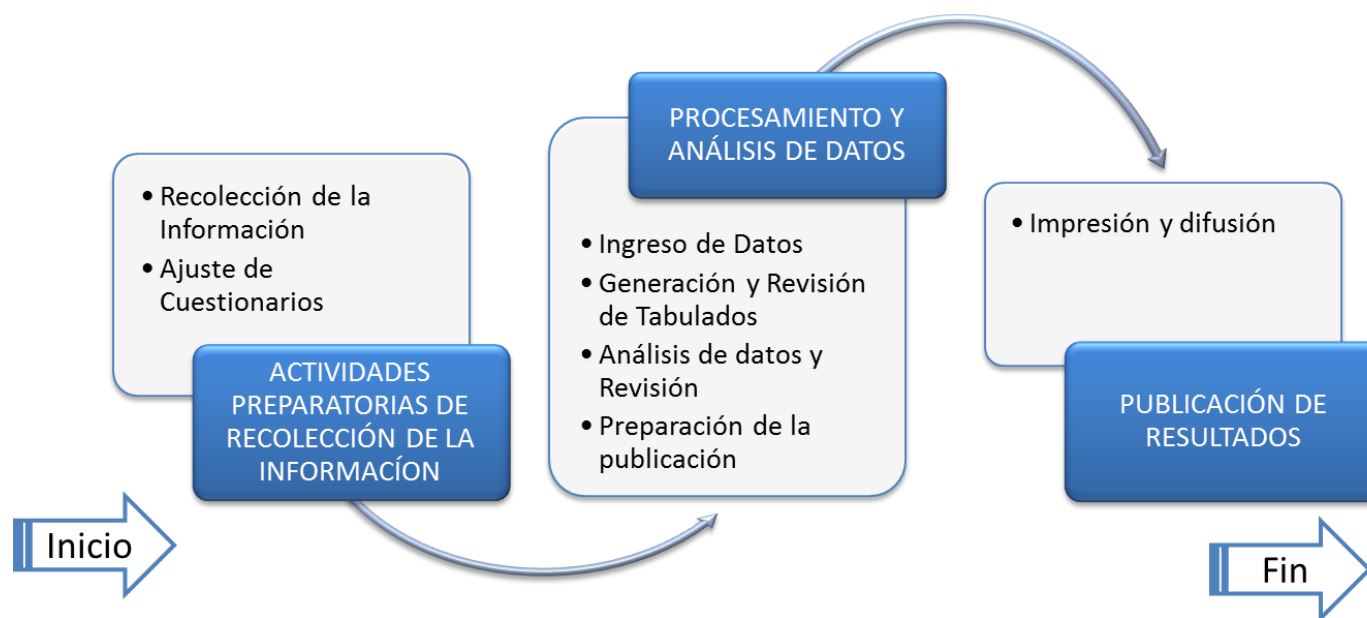 • Recolección de la
Información
• Ajuste de
Cuestionarios
ACTIVIDADES
PREPARATORIAS DE
RECOLECCIÓN DE LA
INFORMACÍON
Inicio
PROCESAMIENTO Y
ANÁLISIS DE DATOS
• Ingreso de Datos
• Generación y Revisión
de Tabulados
• Análisis de datos y
Revisión
• Preparación de la
publicación
• Impresión y difusión
PUBLICACIÓN DE
RESULTADOS
Fin